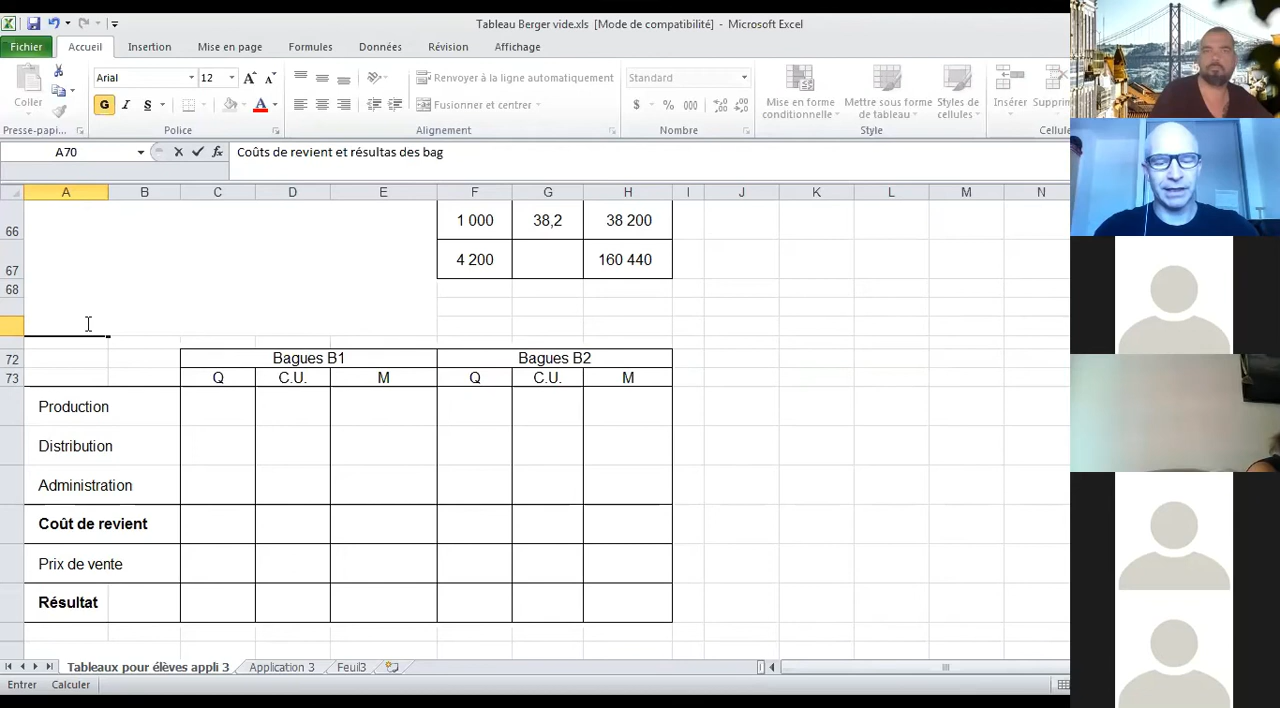 Tableau Berger vide.xls [Mode de compatibilité] - Microsoft Excel
Fichier Accueil Insertion Mise en page Formules Données Révision Affichage
Coller
Presse-papi...
Arial 12
G I S A
Police
Renvoyer à la ligne automatiquement
Fusionner et centrer
Alignement
Standard
$ % 000
Nombre
Mise en forme conditionnelle
Mettre sous forme de tableau
Styles de cellules
Style
Insérer
Supprim
Cellule
A70 fx Coûts de revient et résultas des bag
A B C D E F G H I J K L M N
66 1 000 38,2 38 200
67 4 200 160 440
68
72 Bagues B1 Bagues B2
73 Q C.U. M Q C.U. M
Production
Distribution
Administration
Coût de revient
Prix de vente
Résultat
Tableaux pour élèves appli 3 Application 3 Feuil3
Entrer Calculer